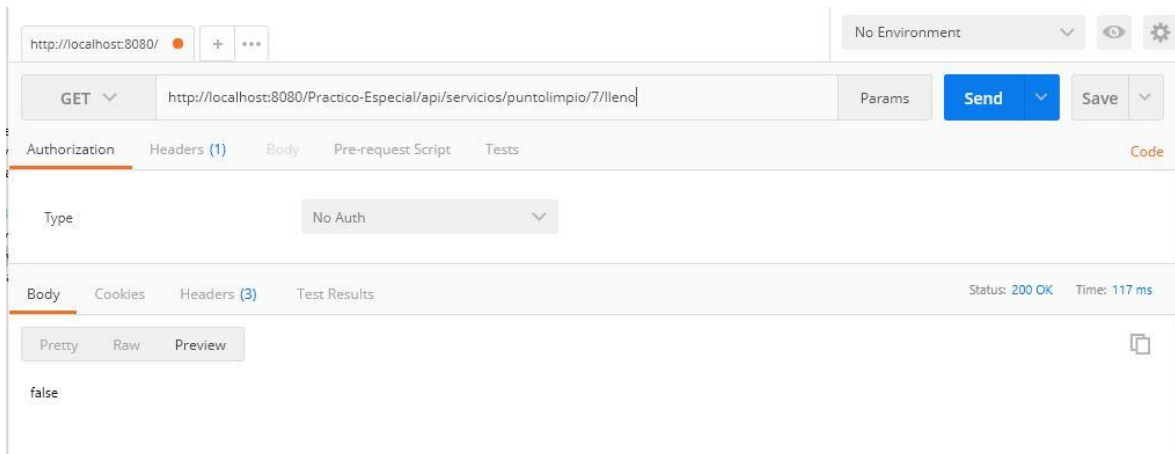 http://localhost:8080/ + ••• No Environment
GET http://localhost:8080/Practico-Especial/api/servicios/puntolimpio/7/lleno Params Send Save
Authorization Headers (1) Body Pre-request Script Tests Code
Type No Auth
Body Cookies Headers (3) Test Results Status: 200 OK Time: 117 ms
Pretty Raw Preview
false